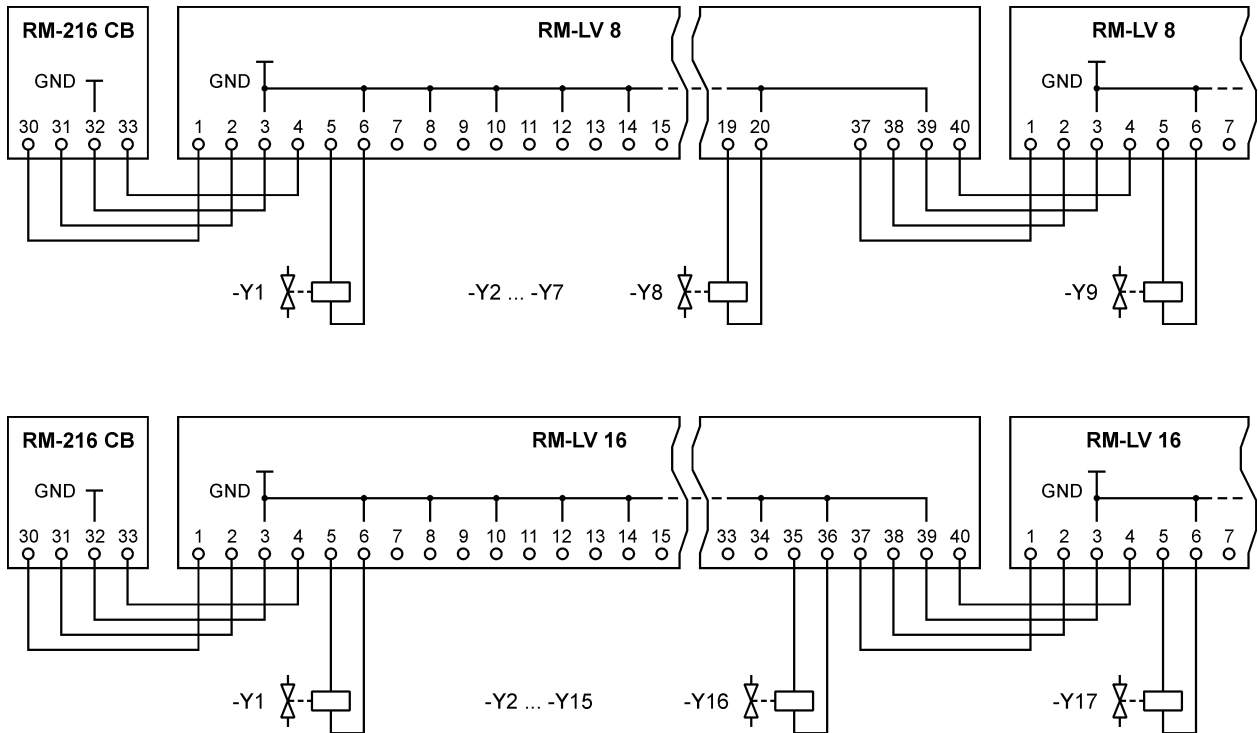 RM-216 CB RM-LV 8 RM-LV 8
GND GND GND
30 31 32 33 1 2 3 4 5 6 7 8 9 10 11 12 13 14 15 19 20 37 38 39 40 1 2 3 4 5 6 7
-Y1 -Y2 ... -Y7 -Y8 -Y9
RM-216 CB RM-LV 16 RM-LV 16
GND GND GND
30 31 32 33 1 2 3 4 5 6 7 8 9 10 11 12 13 14 15 33 34 35 36 37 38 39 40 1 2 3 4 5 6 7
-Y1 -Y2 ... -Y15 -Y16 -Y17